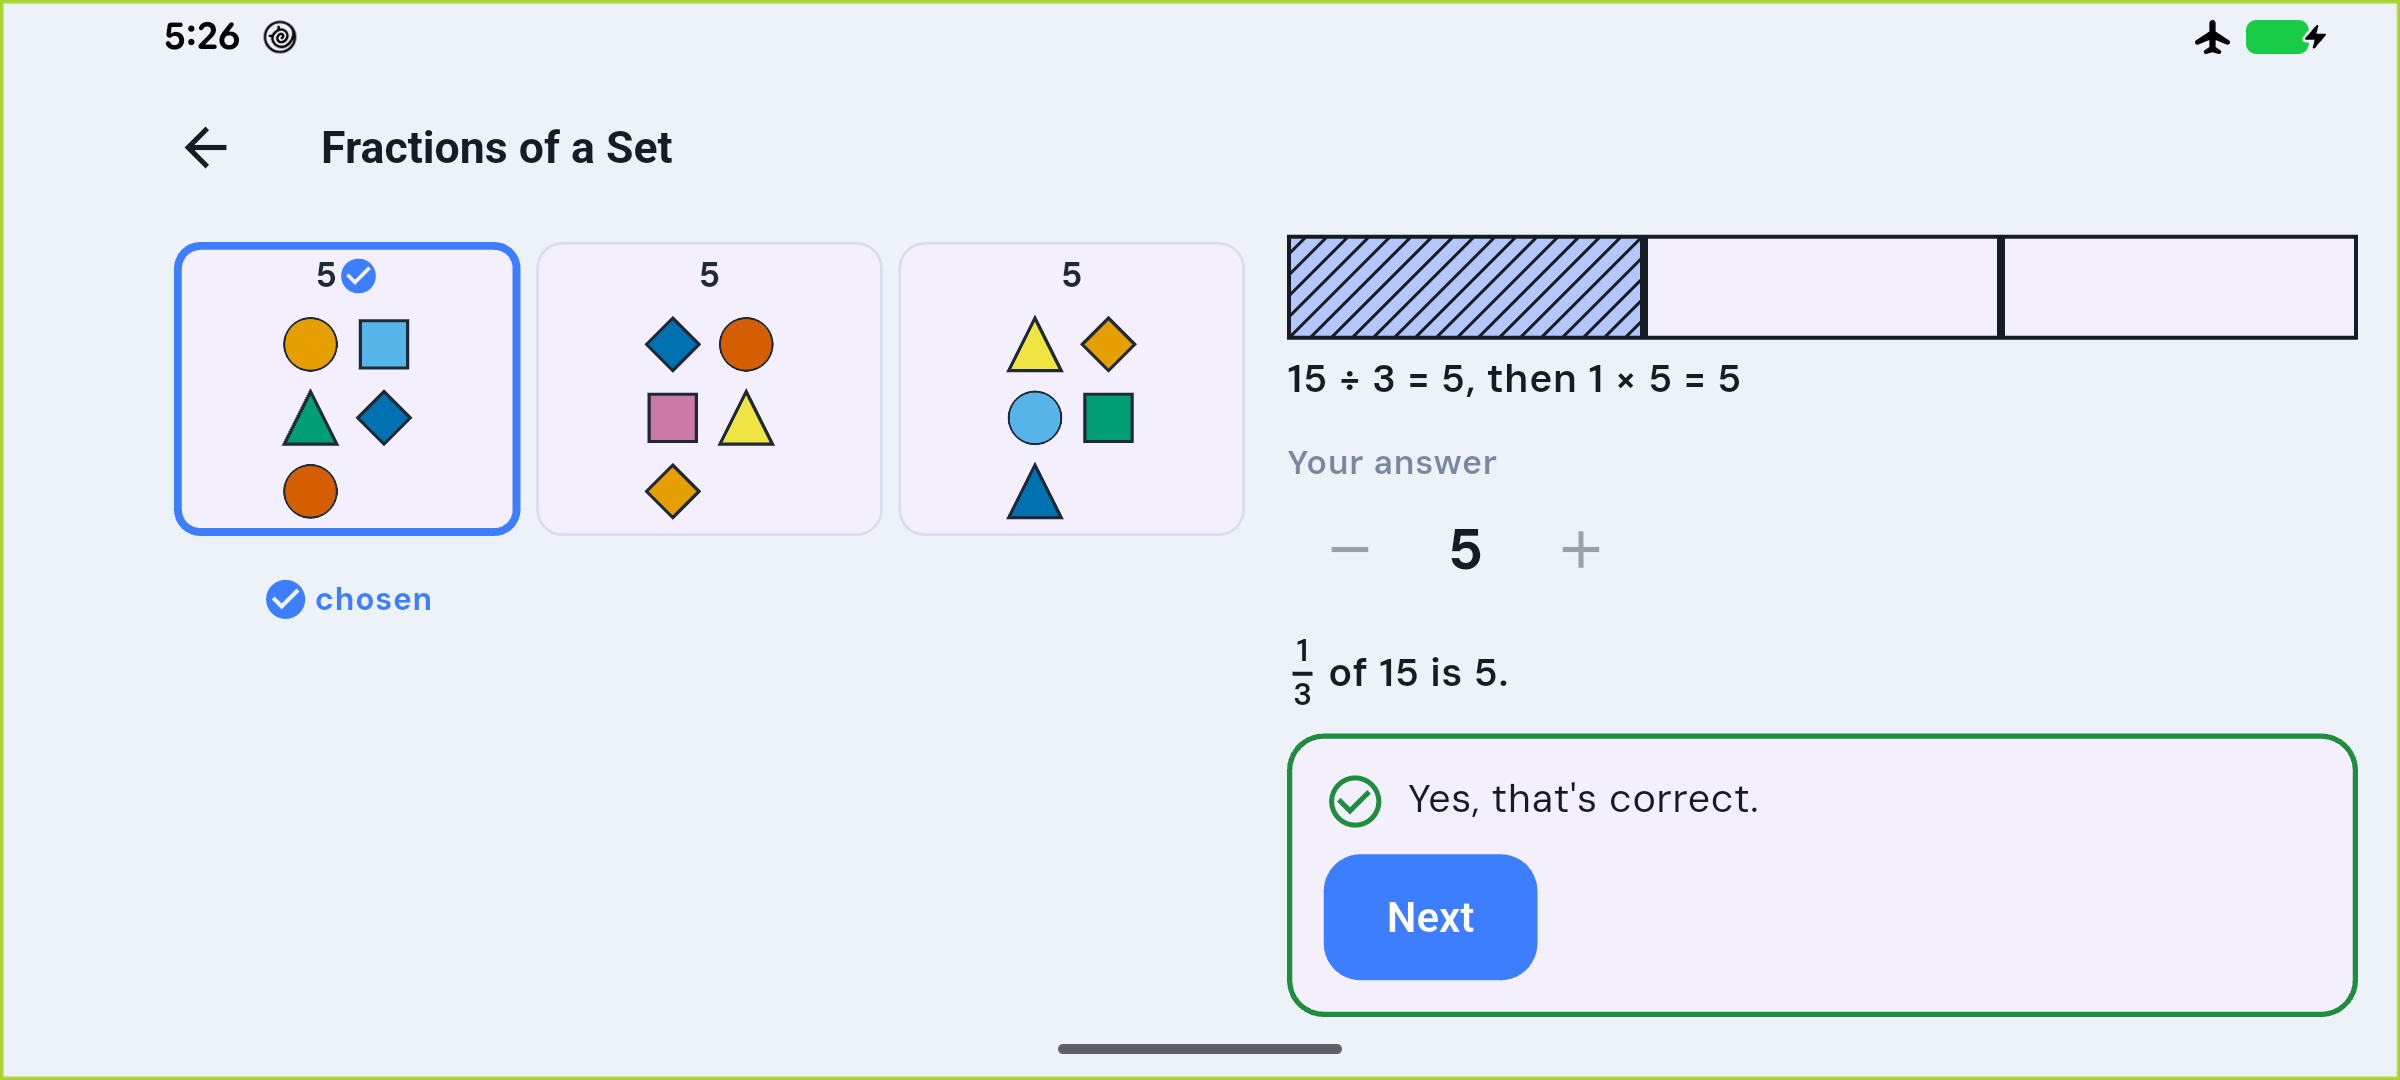 5:26
Fractions of a Set
5
5
5
chosen
15 ÷ 3 = 5, then 1 × 5 = 5
Your answer
− 5 +
1/3 of 15 is 5.
Yes, that's correct.
Next